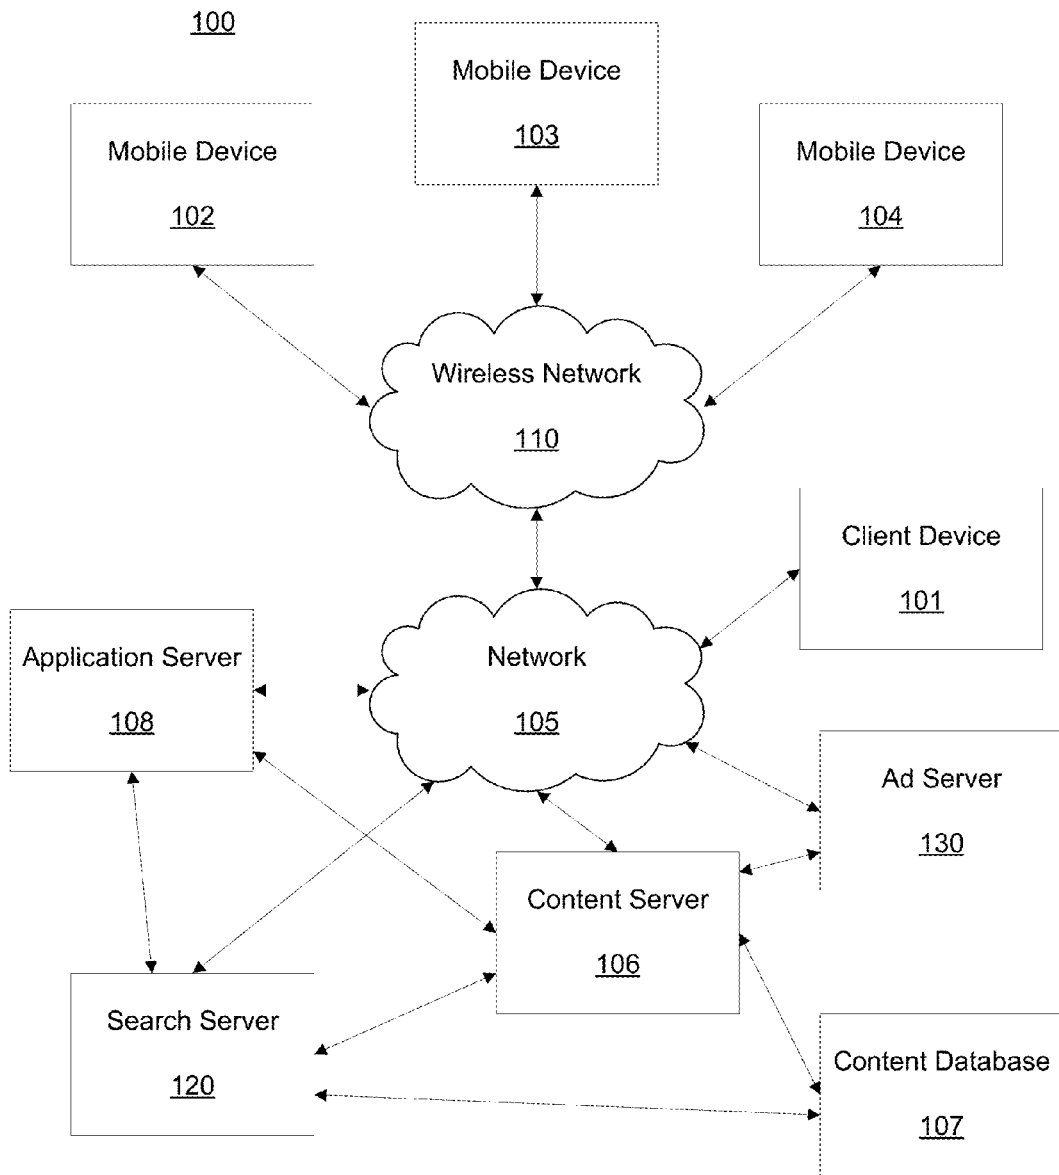 100
Mobile Device
103
Mobile Device
102
Mobile Device
104
Wireless Network
110
Client Device
101
Application Server
108
Network
105
Ad Server
130
Content Server
106
Search Server
120
Content Database
107